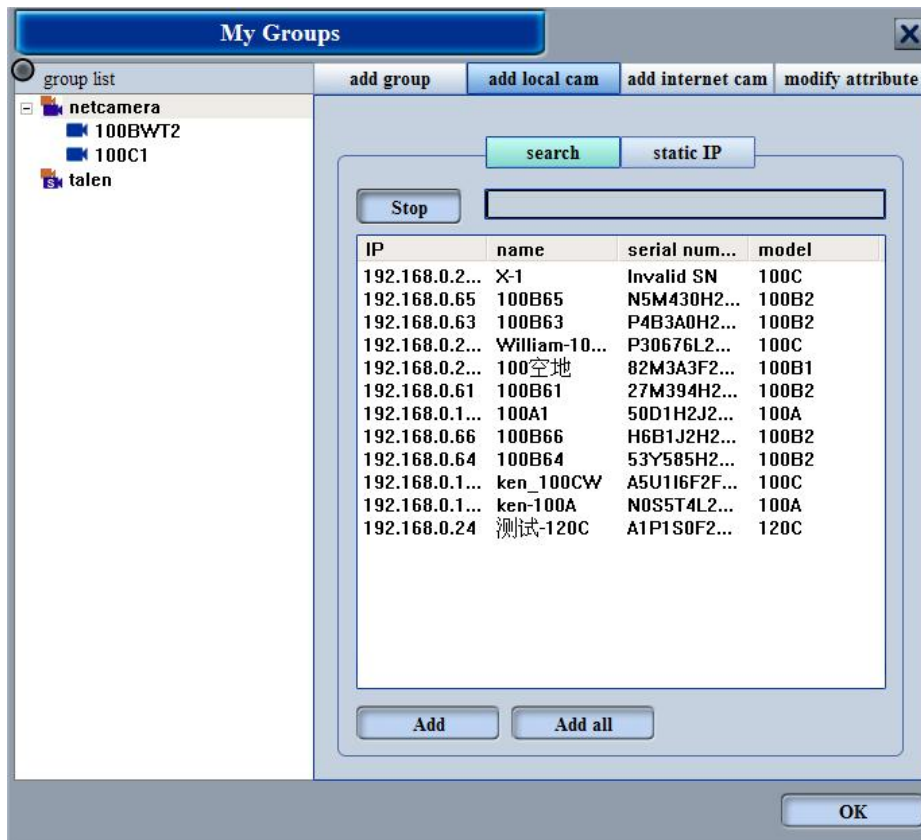 My Groups
group list
add group add local cam add internet cam modify attribute
netcamera
100BWT2
100C1
talen
search static IP
Stop
IP name serial num... model
192.168.0.2... X-1 Invalid SN 100C
192.168.0.65 100B65 N5M430H2... 100B2
192.168.0.63 100B63 P4B3A0H2... 100B2
192.168.0.2... William-10... P30676L2... 100C
192.168.0.2... 100空地 82M3A3F2... 100B1
192.168.0.61 100B61 27M394H2... 100B2
192.168.0.1... 100A1 50D1H2J2... 100A
192.168.0.66 100B66 H6B1J2H2... 100B2
192.168.0.64 100B64 53Y585H2... 100B2
192.168.0.1... ken_100CW A5U1I6F2F... 100C
192.168.0.1... ken-100A N0S5T4L2... 100A
192.168.0.24 测试-120C A1P1S0F2... 120C
Add Add all
OK